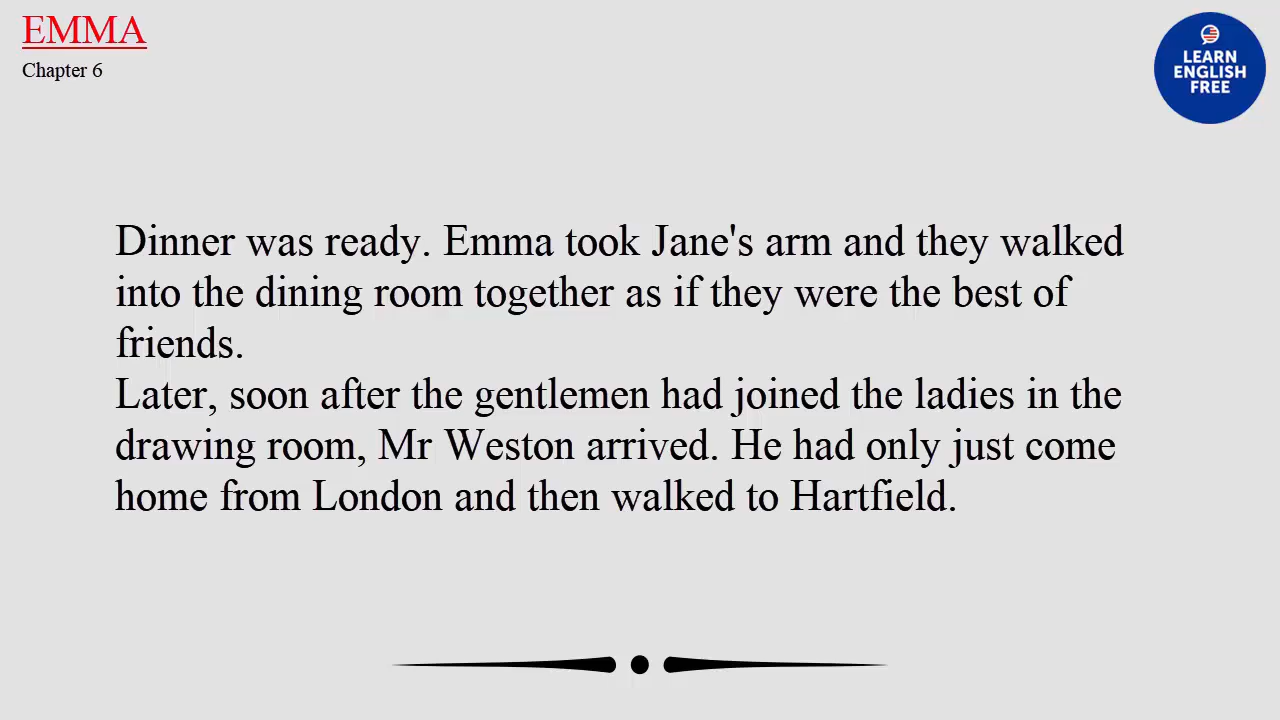 EMMA
Chapter 6
LEARN
ENGLISH
FREE
Dinner was ready. Emma took Jane's arm and they walked
into the dining room together as if they were the best of
friends.
Later, soon after the gentlemen had joined the ladies in the
drawing room, Mr Weston arrived. He had only just come
home from London and then walked to Hartfield.